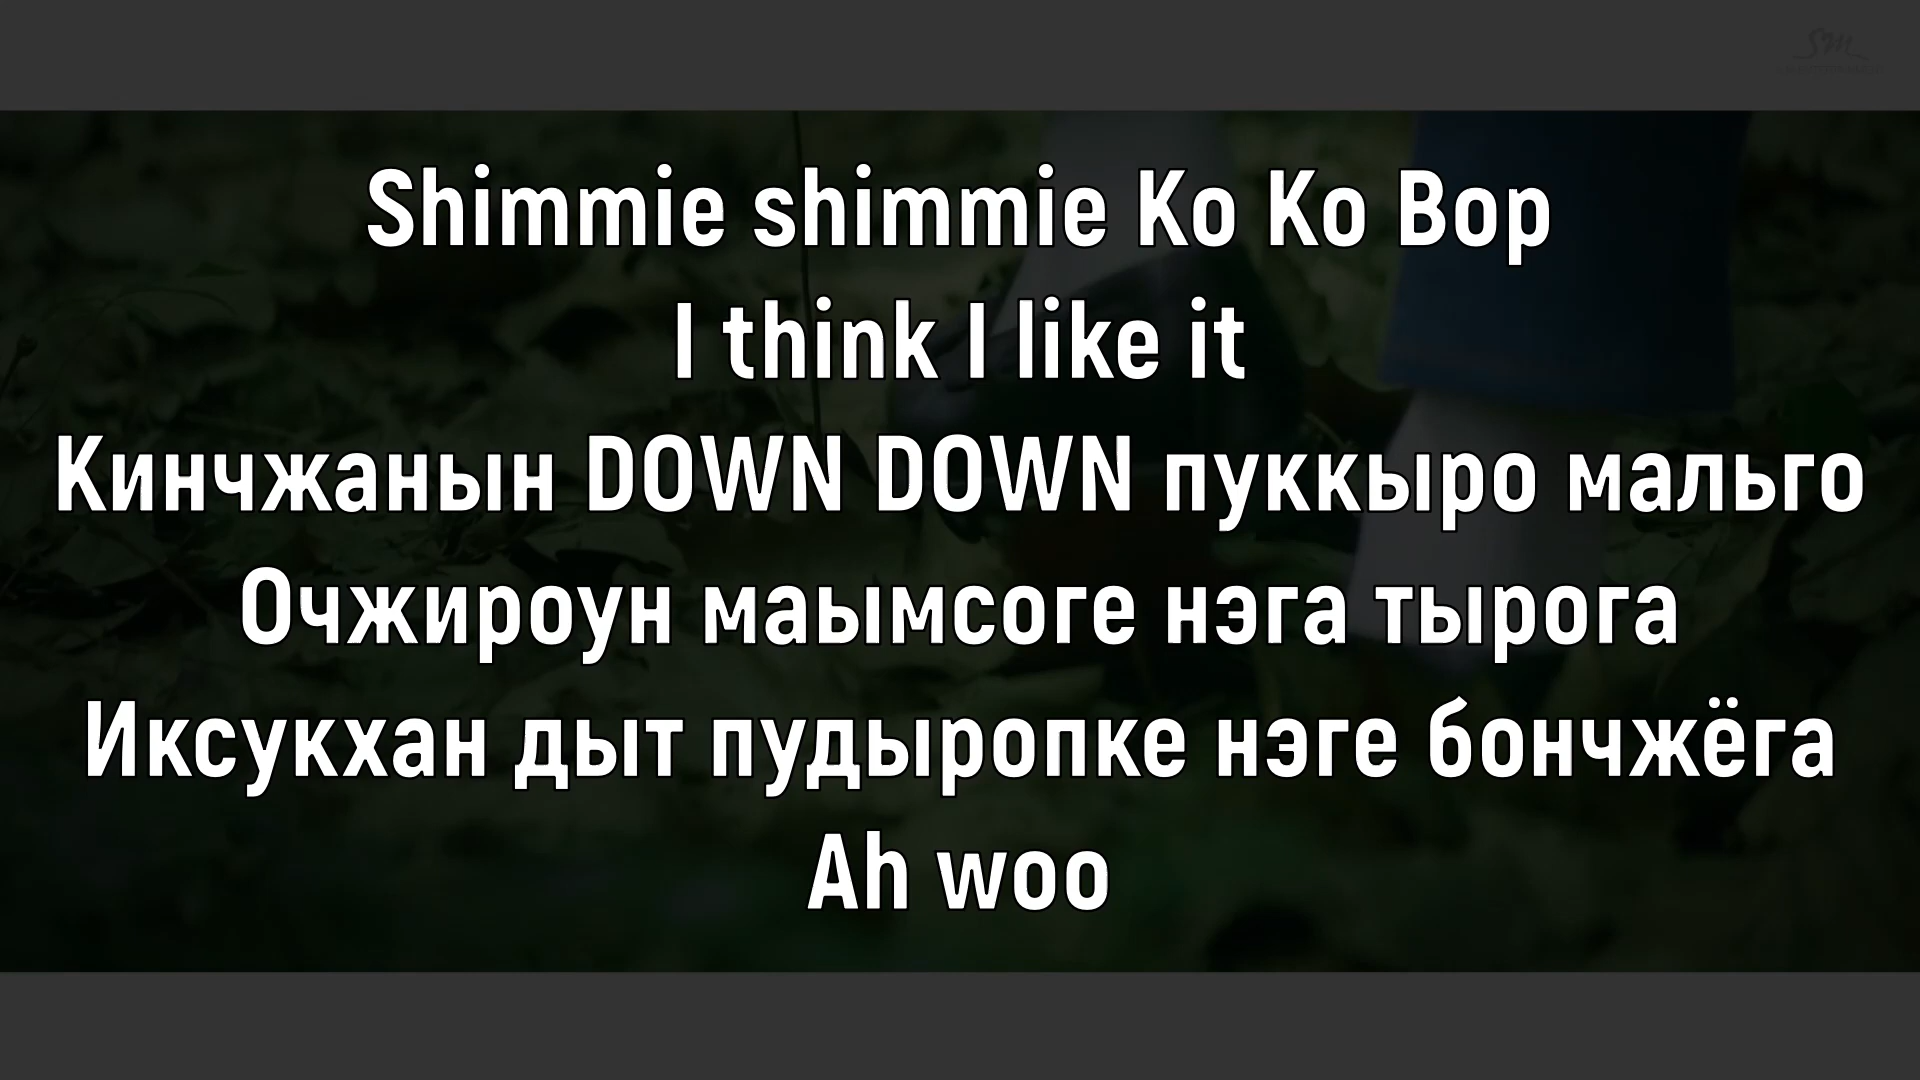 Shimmie shimmie Ko Ko Bop
I think I like it
Кинчжанын DOWN DOWN пуккыро мальго
Очжироун маымсоге нэга тырога
Иксукхан дыт пудыропке нэге бончжёга
Ah woo